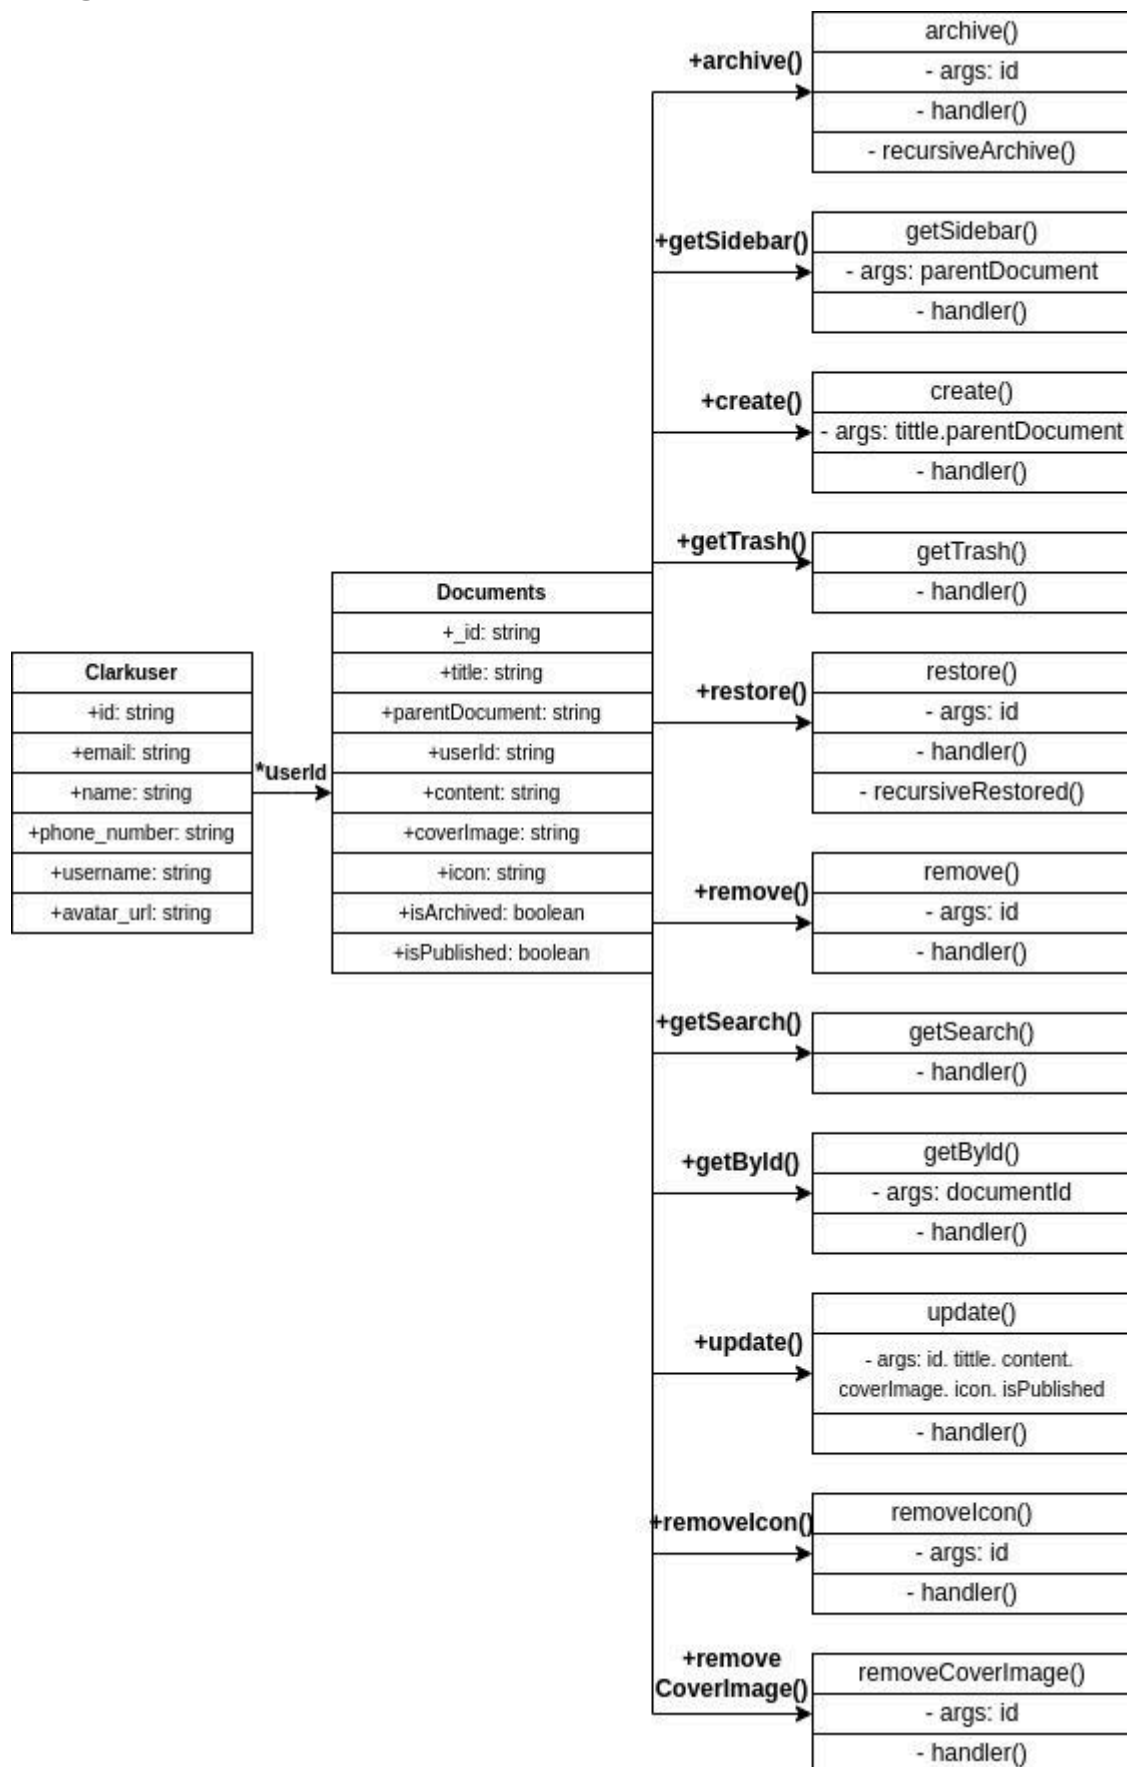 Clarkuser
+id: string
+email: string
+name: string
+phone_number: string
+username: string
+avatar_url: string
*userId
Documents
+_id: string
+title: string
+parentDocument: string
+userId: string
+content: string
+coverImage: string
+icon: string
+isArchived: boolean
+isPublished: boolean
+archive()
archive()
- args: id
- handler()
- recursiveArchive()
+getSidebar()
getSidebar()
- args: parentDocument
- handler()
+create()
create()
- args: tittle.parentDocument
- handler()
+getTrash()
getTrash()
- handler()
+restore()
restore()
- args: id
- handler()
- recursiveRestored()
+remove()
remove()
- args: id
- handler()
+getSearch()
getSearch()
- handler()
+getById()
getById()
- args: documentId
- handler()
+update()
update()
- args: id. tittle. content.
coverImage. icon. isPublished
- handler()
+removeIcon()
removeIcon()
- args: id
- handler()
+remove
CoverImage()
removeCoverImage()
- args: id
- handler()